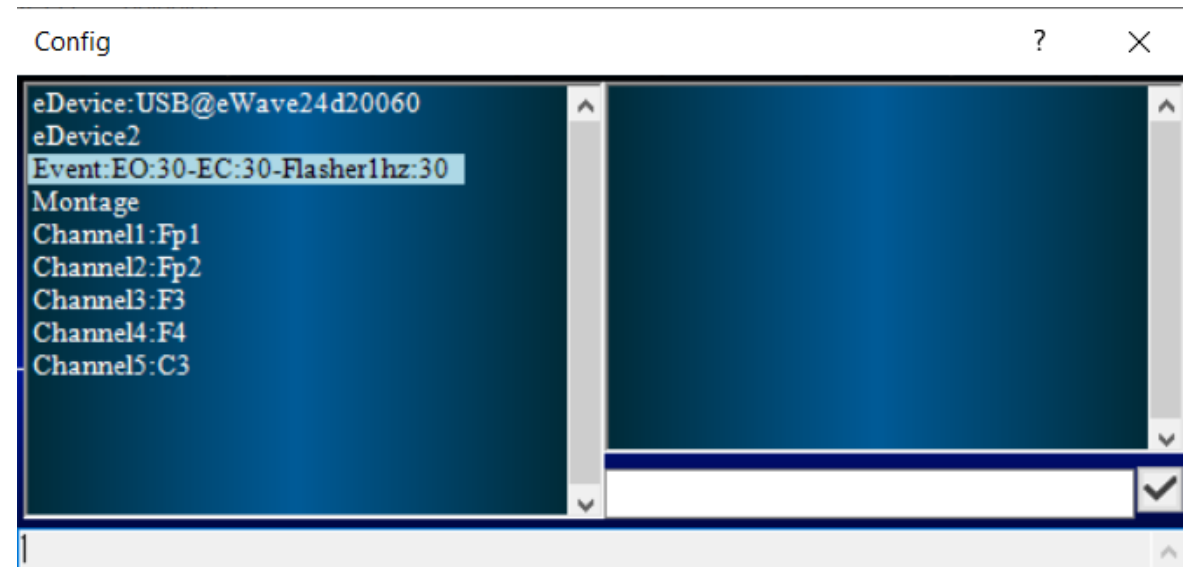 Config
?
eDevice:USB@eWave24d20060
eDevice2
Event:EO:30-EC:30-Flasher1hz:30
Montage
Channel1:Fp1
Channel2:Fp2
Channel3:F3
Channel4:F4
Channel5:C3
1